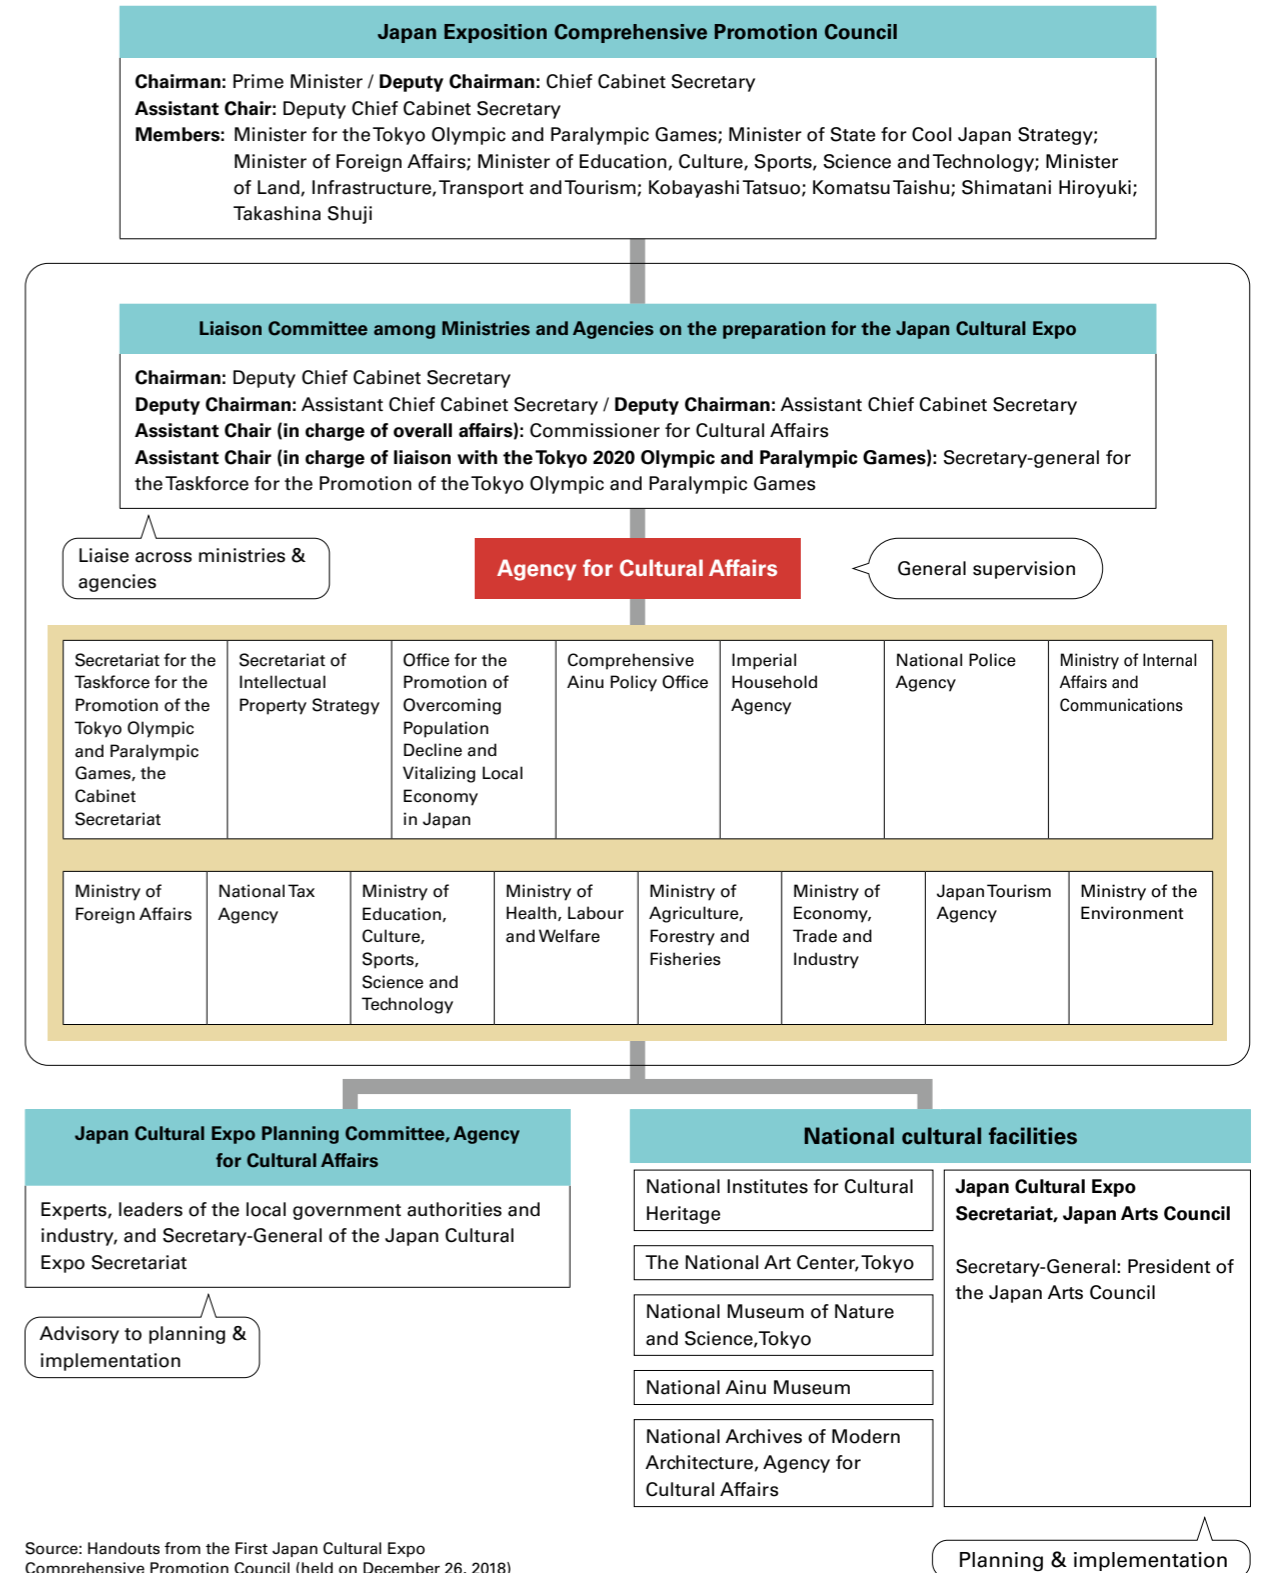 Japan Exposition Comprehensive Promotion Council
Chairman: Prime Minister / Deputy Chairman: Chief Cabinet Secretary
Assistant Chair: Deputy Chief Cabinet Secretary
Members: Minister for the Tokyo Olympic and Paralympic Games; Minister of State for Cool Japan Strategy;
Minister of Foreign Affairs; Minister of Education, Culture, Sports, Science and Technology; Minister
of Land, Infrastructure, Transport and Tourism; Kobayashi Tatsuo; Komatsu Taishu; Shimatani Hiroyuki;
Takashina Shuji
Liaison Committee among Ministries and Agencies on the preparation for the Japan Cultural Expo
Chairman: Deputy Chief Cabinet Secretary
Deputy Chairman: Assistant Chief Cabinet Secretary / Deputy Chairman: Assistant Chief Cabinet Secretary
Assistant Chair (in charge of overall affairs): Commissioner for Cultural Affairs
Assistant Chair (in charge of liaison with the Tokyo 2020 Olympic and Paralympic Games): Secretary-general for
the Taskforce for the Promotion of the Tokyo Olympic and Paralympic Games
Liaise across ministries &
agencies
Agency for Cultural Affairs
General supervision
Secretariat for the
Taskforce for the
Promotion of the
Tokyo Olympic
and Paralympic
Games, the
Cabinet
Secretariat
Secretariat of
Intellectual
Property Strategy
Office for the
Promotion of
Overcoming
Population
Decline and
Vitalizing Local
Economy
in Japan
Comprehensive
Ainu Policy Office
Imperial
Household
Agency
National Police
Agency
Ministry of Internal
Affairs and
Communications
Ministry of
Foreign Affairs
National Tax
Agency
Ministry of
Education,
Culture,
Sports,
Science and
Technology
Ministry of
Health, Labour
and Welfare
Ministry of
Agriculture,
Forestry and
Fisheries
Ministry of
Economy,
Trade and
Industry
Japan Tourism
Agency
Ministry of the
Environment
Japan Cultural Expo Planning Committee, Agency
for Cultural Affairs
Experts, leaders of the local government authorities and
industry, and Secretary-General of the Japan Cultural
Expo Secretariat
Advisory to planning &
implementation
National cultural facilities
National Institutes for Cultural
Heritage
The National Art Center, Tokyo
National Museum of Nature
and Science, Tokyo
National Ainu Museum
National Archives of Modern
Architecture, Agency for
Cultural Affairs
Japan Cultural Expo
Secretariat, Japan Arts Council
Secretary-General: President of
the Japan Arts Council
Planning & implementation
Source: Handouts from the First Japan Cultural Expo
Comprehensive Promotion Council (held on December 26, 2018)